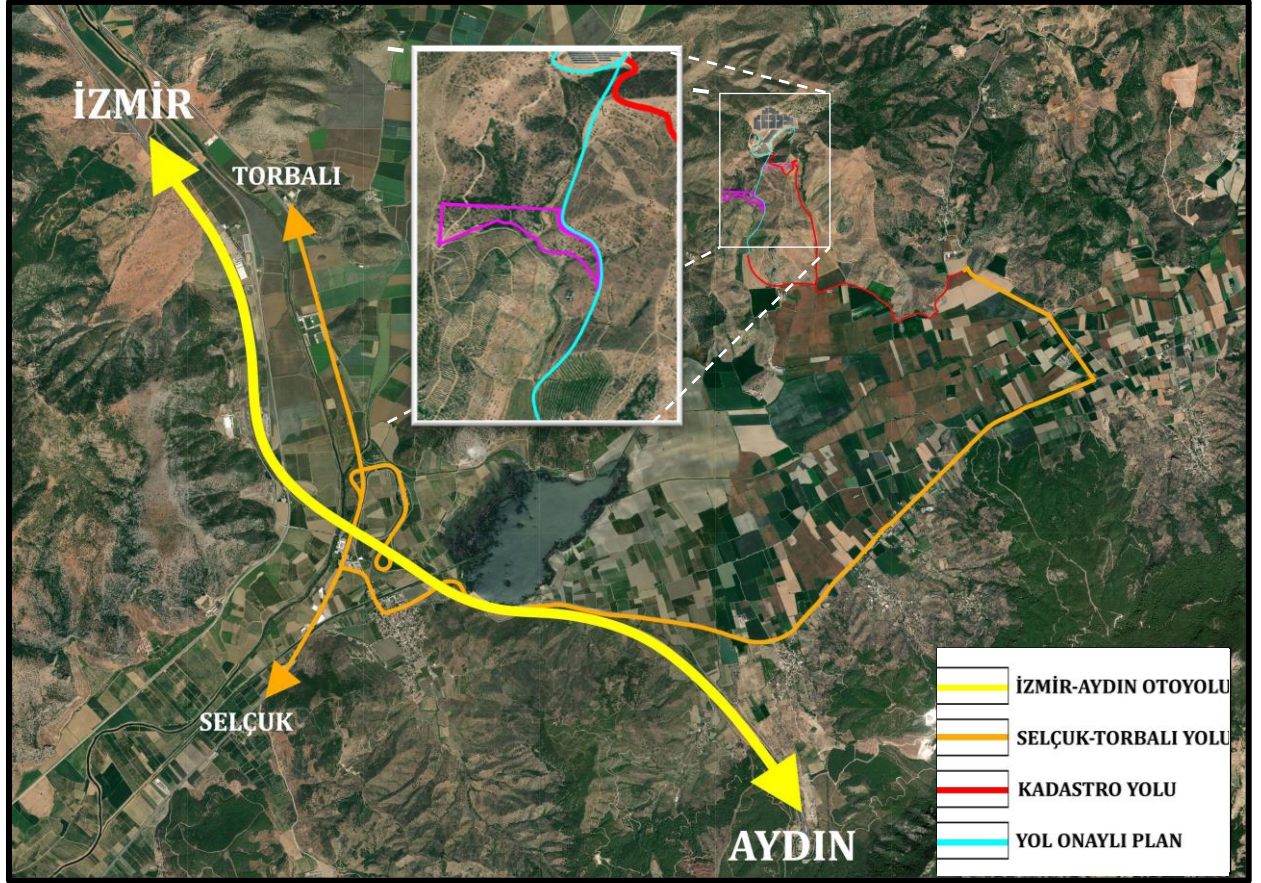 İZMİR
TORBALI
SELÇUK
AYDIN
İZMİR-AYDIN OTOYOLU
SELÇUK-TORBALI YOLU
KADASTRO YOLU
YOL ONAYLI PLAN